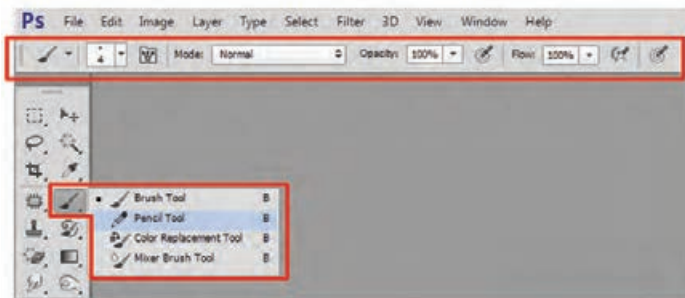 Ps File Edit Image Layer Type Select Filter 3D View Window Help
4 Mode: Normal Opacity: 100% Flow: 100%
Brush Tool B
Pencil Tool B
Color Replacement Tool B
Mixer Brush Tool B